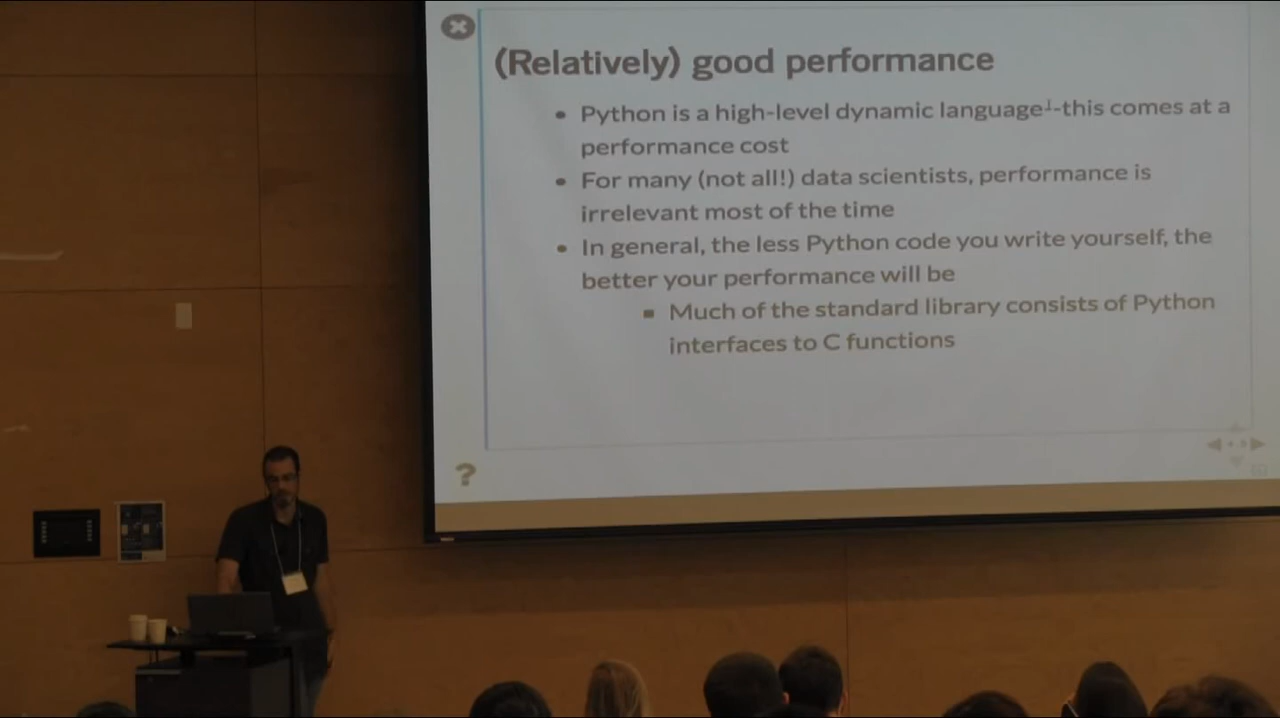 (Relatively) good performance
• Python is a high-level dynamic language¹-this comes at a
performance cost
• For many (not all!) data scientists, performance is
irrelevant most of the time
• In general, the less Python code you write yourself, the
better your performance will be
▪ Much of the standard library consists of Python
interfaces to C functions
?